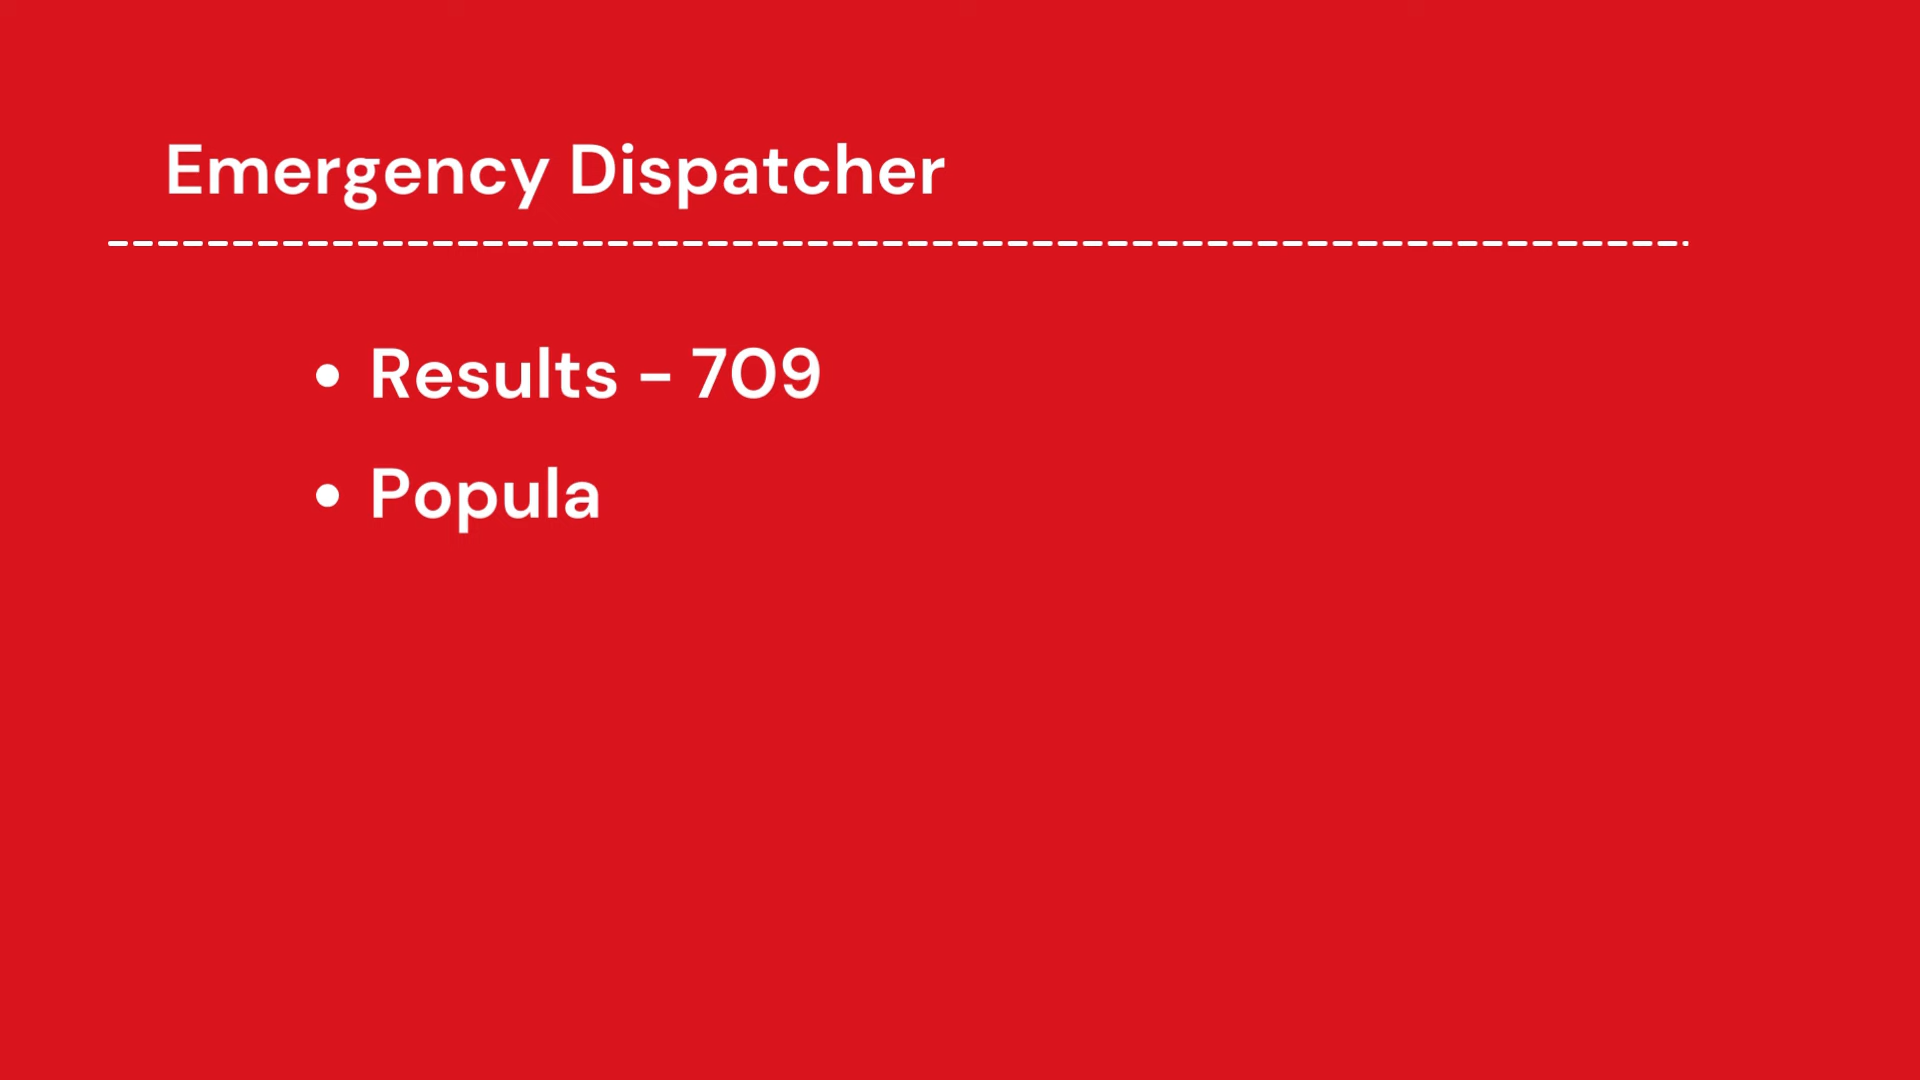 Emergency Dispatcher
• Results - 709
• Popula